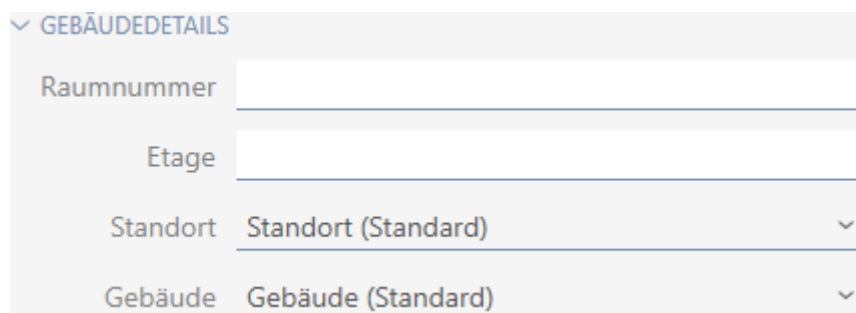 GEBÄUDEDETAILS
Raumnummer
Etage
Standort Standort (Standard)
Gebäude Gebäude (Standard)